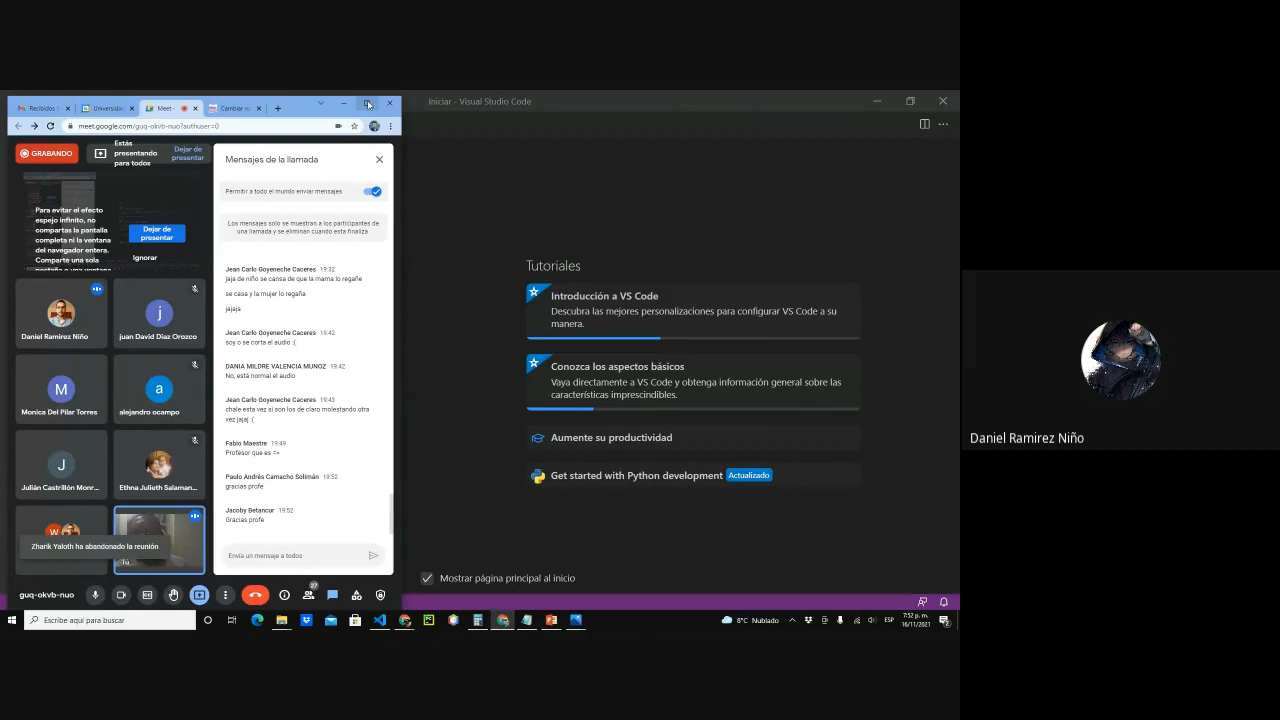 Recibidos
Universidad
Meet -
Cambiar
meet.google.com/guq-okvb-nuo?authuser=0
GRABANDO
Estás
presentando
para todos
Dejar de
presentar
Para evitar el efecto
espejo infinito, no
compartas la pantalla
completa ni la ventana
del navegador entera.
Comparte una sola
pestaña o una ventana
Dejar de
presentar
Ignorar
Daniel Ramirez Niño
juan David Diaz Orozco
M
Monica Del Pilar Torres
a
alejandro ocampo
J
Julián Castrillón Monr...
Ethna Julieth Salaman...
W
Zharik Yaloth ha abandonado la reunión
Tú
Mensajes de la llamada
Permitir a todo el mundo enviar mensajes
Los mensajes solo se muestran a los participantes de
una llamada y se eliminan cuando esta finaliza
Jean Carlo Goyeneche Caceres 19:32
jaja de niño se cansa de que la mama lo regañe
se casa y la mujer lo regaña
jajaja
Jean Carlo Goyeneche Caceres 19:42
soy o se corta el audio :(
DANIA MILDRE VALENCIA MUNOZ 19:42
No, está normal el audio
Jean Carlo Goyeneche Caceres 19:43
chale esta vez si son los de claro molestando otra
vez jajaj :(
Fabio Maestre 19:49
Profesor que es =>
Paulo Andrés Camacho Solimán 19:52
gracias profe
Jacoby Betancur 19:52
Gracias profe
Envía un mensaje a todos
guq-okvb-nuo
27
Iniciar - Visual Studio Code
Tutoriales
Introducción a VS Code
Descubra las mejores personalizaciones para configurar VS Code a su
manera.
Conozca los aspectos básicos
Vaya directamente a VS Code y obtenga información general sobre las
características imprescindibles.
Aumente su productividad
Get started with Python development Actualizado
Mostrar página principal al inicio
Escribe aquí para buscar
8°C Nublado
ESP
7:52 p. m.
16/11/2021
Daniel Ramirez Niño